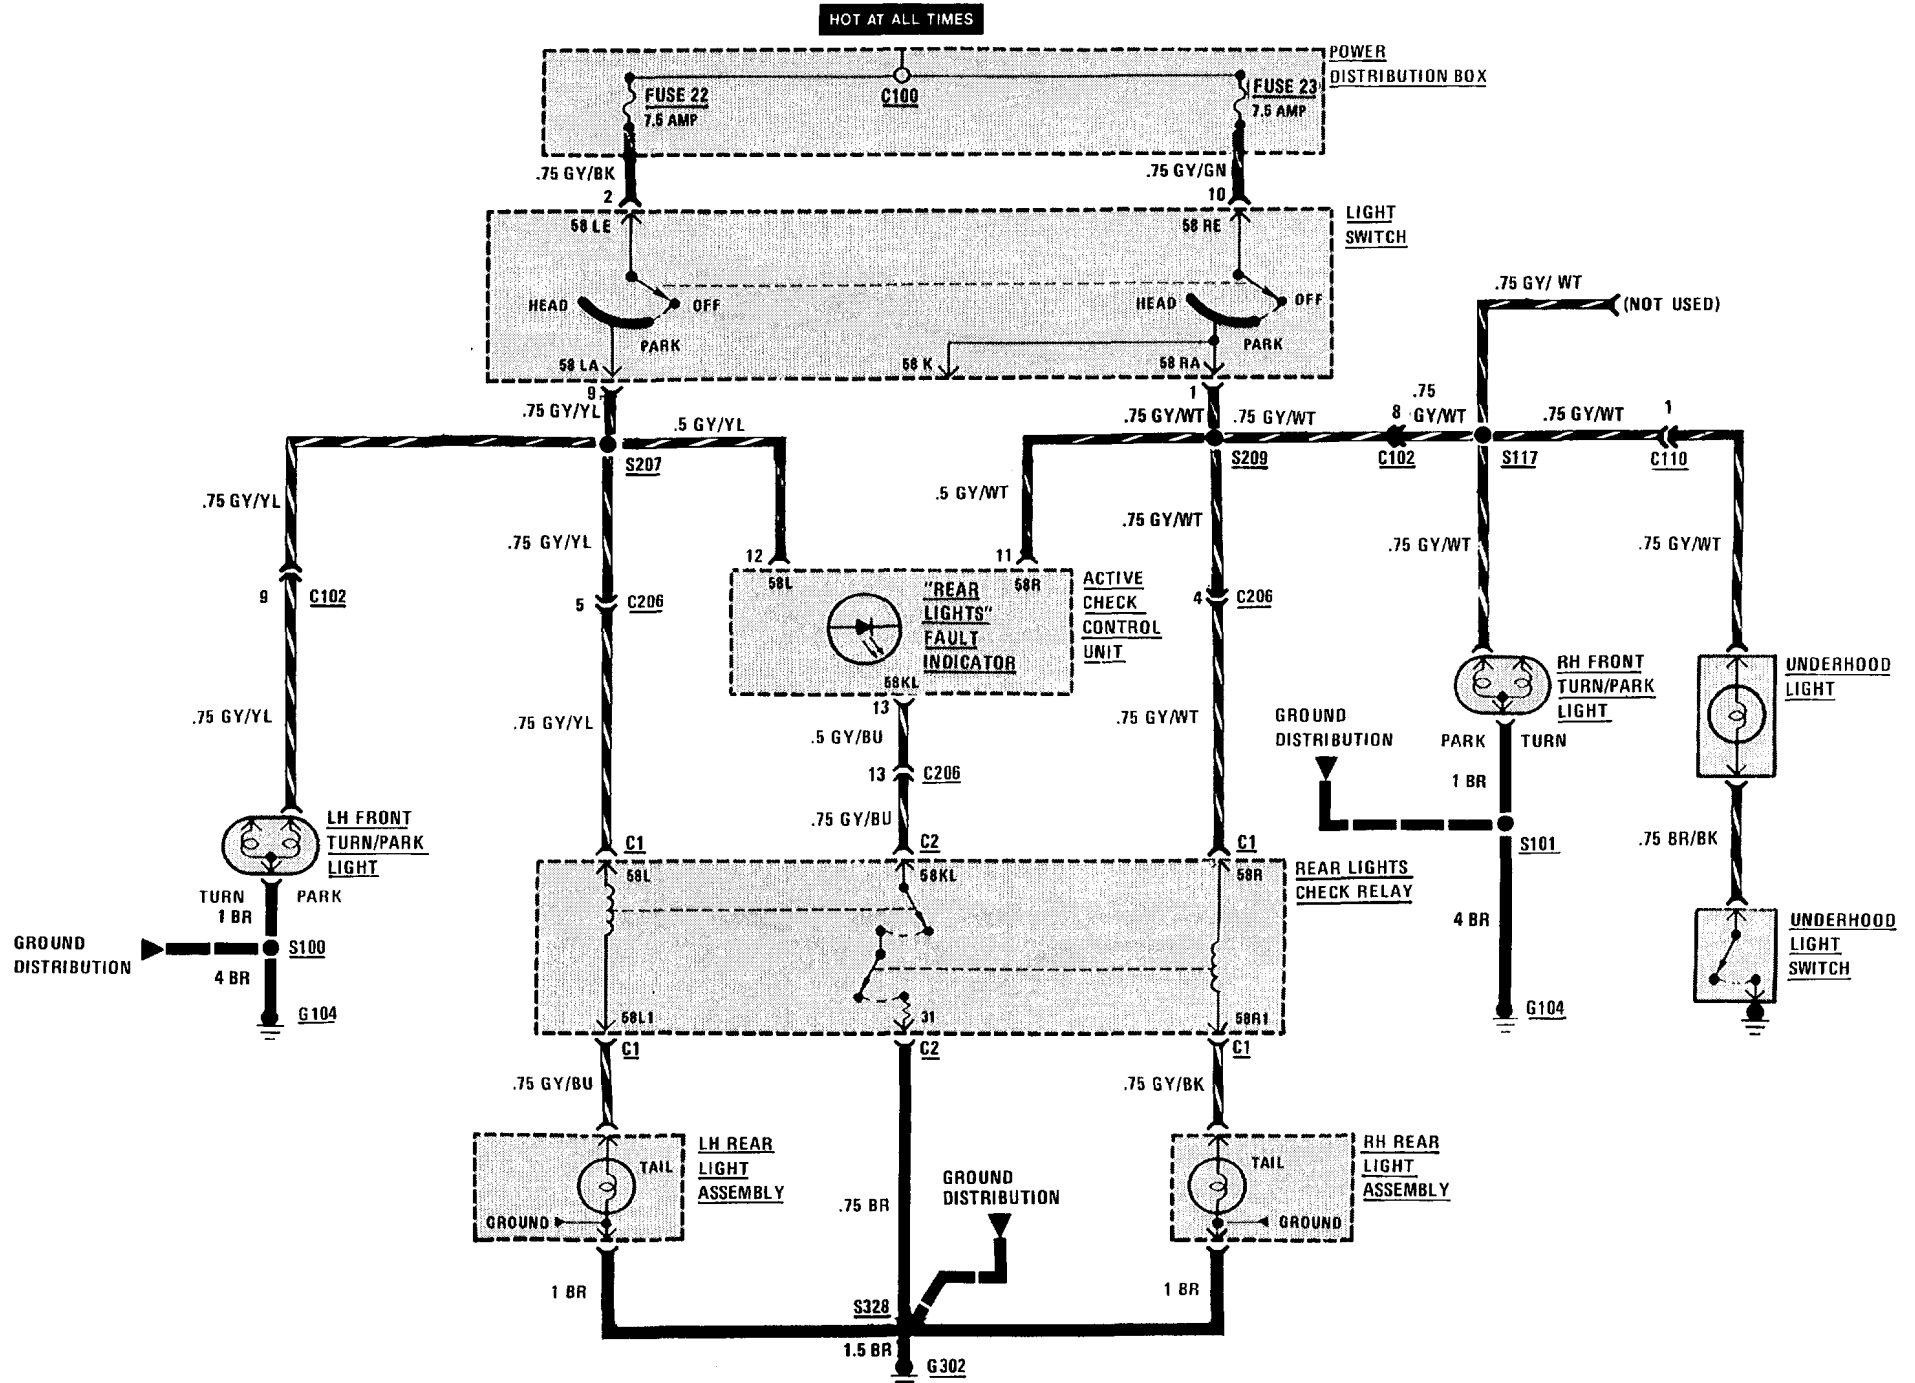 HOT AT ALL TIMES
POWER
DISTRIBUTION BOX
FUSE 22
7.5 AMP
C100
FUSE 23
7.5 AMP
.75 GY/BK
2
.75 GY/GN
10
LIGHT
SWITCH
58 LE
58 RE
HEAD
OFF
PARK
HEAD
OFF
PARK
58 LA
58 K
58 RA
.75 GY/ WT
(NOT USED)
9
.75 GY/YL
.5 GY/YL
S207
1
.75 GY/WT
.75 GY/WT
S209
8
.75
GY/WT
C102
S117
.75 GY/WT
1
C110
.75 GY/YL
.75 GY/YL
.5 GY/WT
.75 GY/WT
.75 GY/WT
.75 GY/WT
12
11
58L
58R
"REAR
LIGHTS"
FAULT
INDICATOR
58KL
ACTIVE
CHECK
CONTROL
UNIT
9
C102
5
C206
4
C206
13
.5 GY/BU
13
C206
.75 GY/BU
.75 GY/YL
.75 GY/YL
.75 GY/WT
GROUND
DISTRIBUTION
RH FRONT
TURN/PARK
LIGHT
PARK
TURN
1 BR
S101
4 BR
G104
UNDERHOOD
LIGHT
.75 BR/BK
UNDERHOOD
LIGHT
SWITCH
LH FRONT
TURN/PARK
LIGHT
TURN
PARK
1 BR
GROUND
DISTRIBUTION
S100
4 BR
G104
C1
C2
C1
58L
58KL
58R
REAR LIGHTS
CHECK RELAY
58L1
31
58R1
C1
C2
C1
.75 GY/BU
.75 GY/BK
LH REAR
LIGHT
ASSEMBLY
TAIL
GROUND
RH REAR
LIGHT
ASSEMBLY
TAIL
GROUND
.75 BR
GROUND
DISTRIBUTION
1 BR
1 BR
S328
1.5 BR
G302